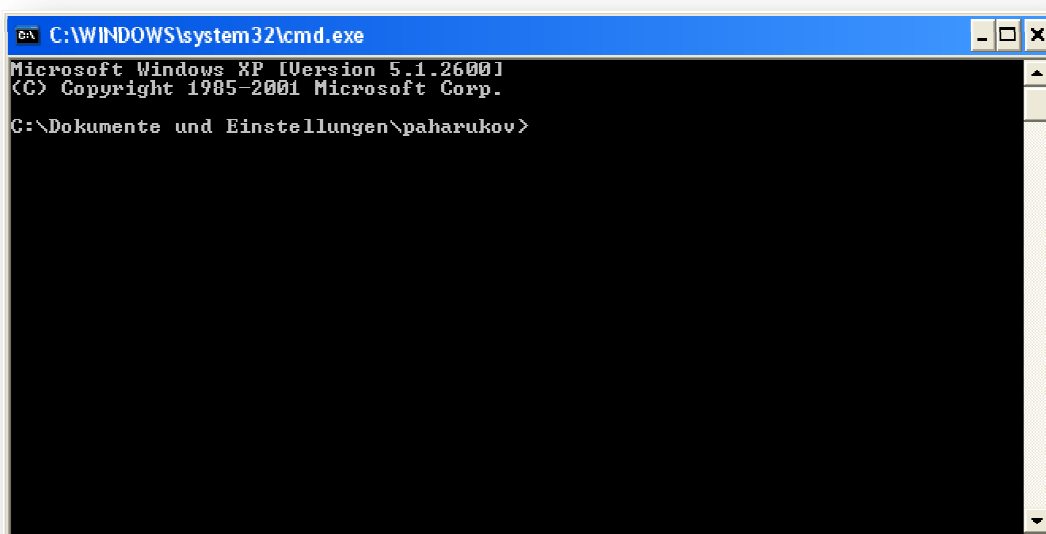 C:\WINDOWS\system32\cmd.exe
Microsoft Windows XP [Version 5.1.2600]
(C) Copyright 1985-2001 Microsoft Corp.
C:\Dokumente und Einstellungen\paharukov>